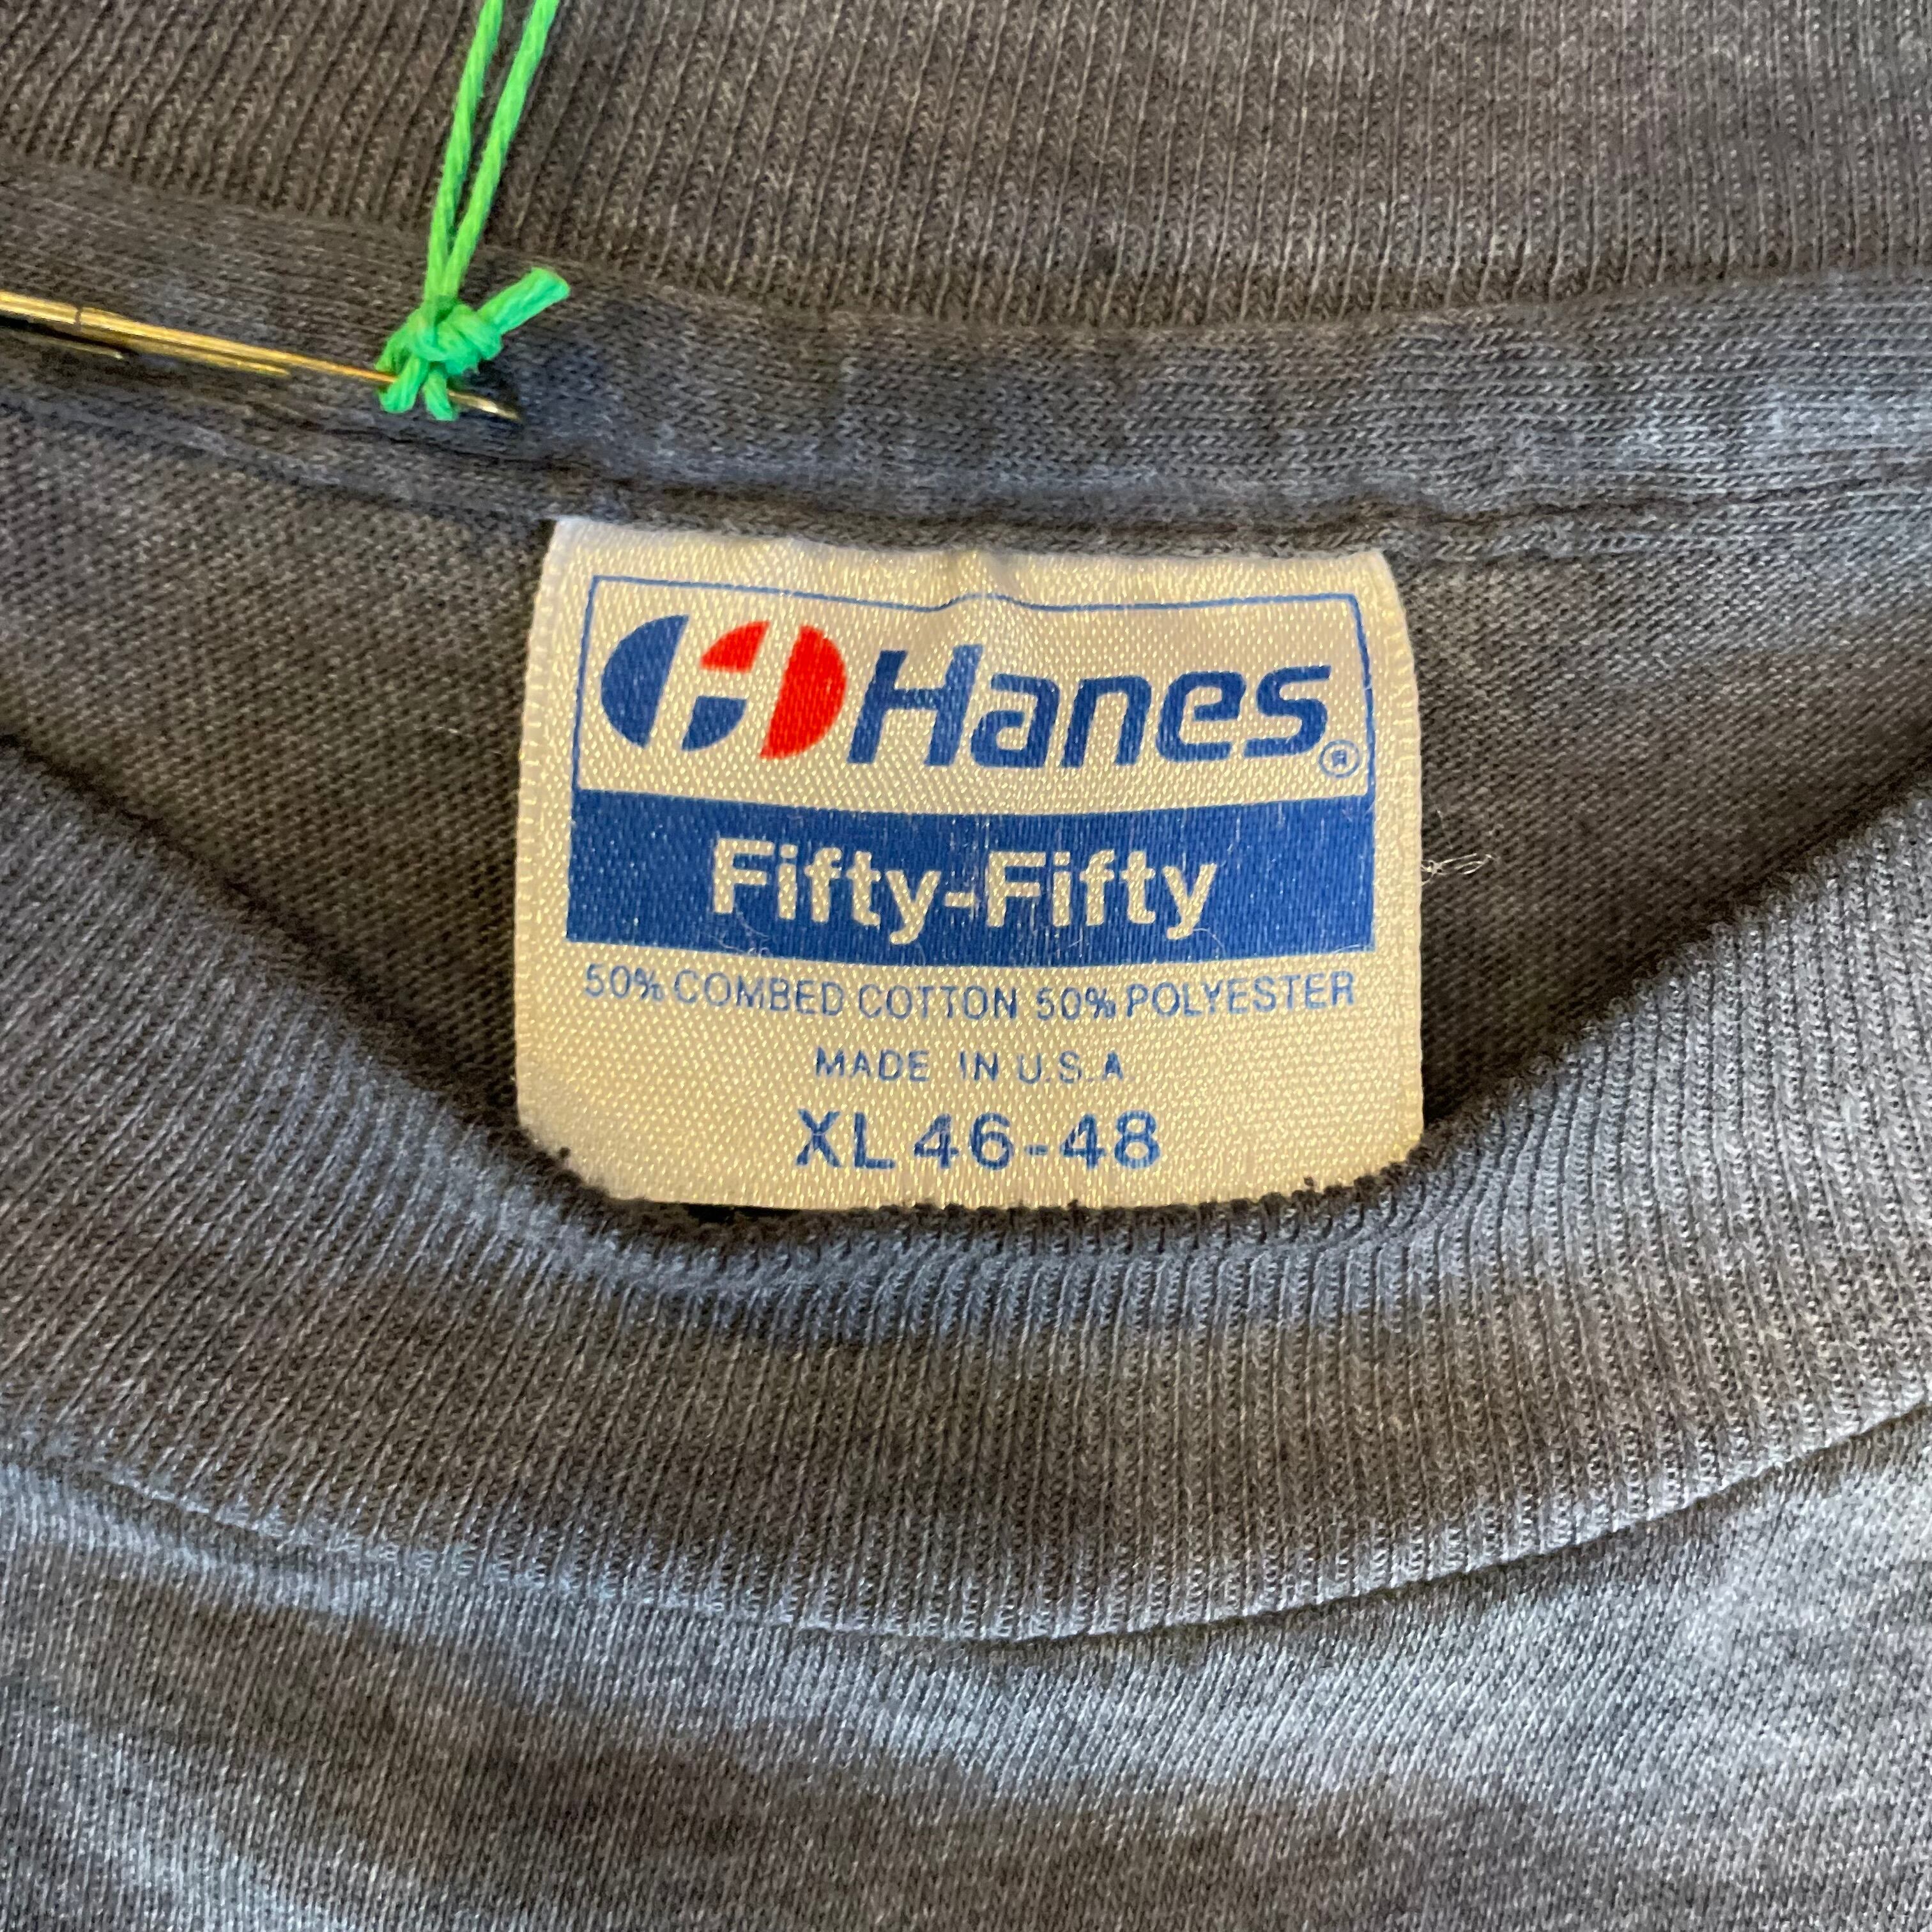 Hanes®
Fifty-Fifty
50% COMBED COTTON 50% POLYESTER
MADE IN U.S.A
XL 46-48